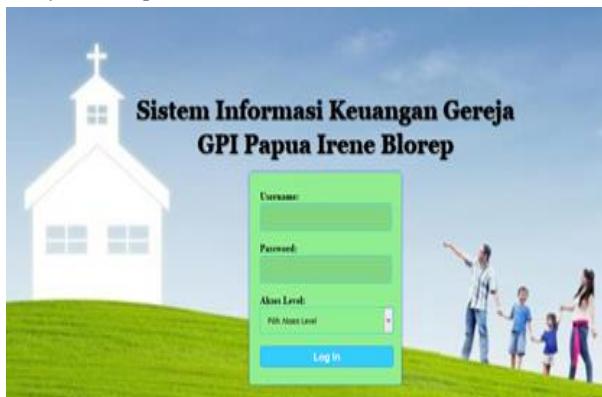 Sistem Informasi Keuangan Gereja
GPI Papua Irene Blorep
Username:
Password:
Akses Level:
Pilih Akses Level
Log In